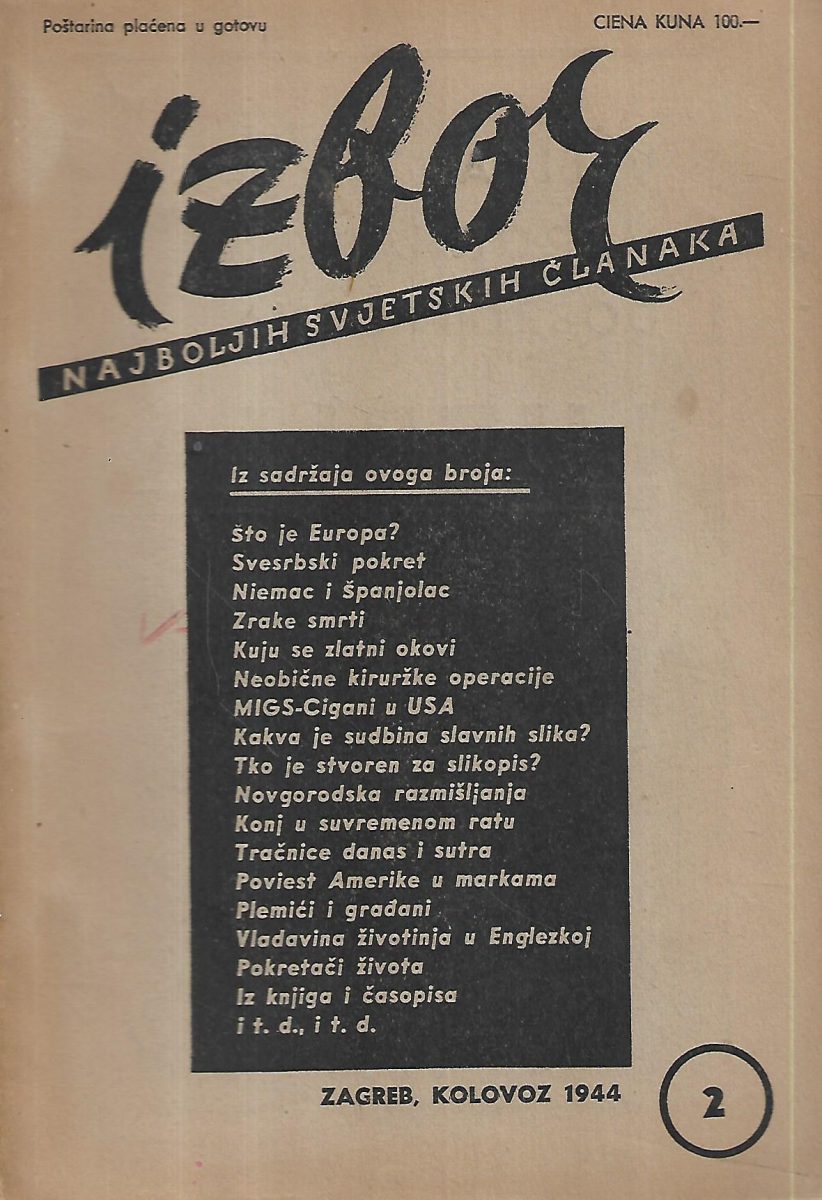 Poštarina plaćena u gotovu
CIENA KUNA 100.—
izbor
NAJBOLJIH SVJETSKIH ČLANAKA
Iz sadržaja ovoga broja:
Što je Europa?
Svesrbski pokret
Niemac i Španjolac
Zrake smrti
Kuju se zlatni okovi
Neobične kiruržke operacije
MIGS-Cigani u USA
Kakva je sudbina slavnih slika?
Tko je stvoren za slikopis?
Novgorodska razmišljanja
Konj u suvremenom ratu
Tračnice danas i sutra
Poviest Amerike u markama
Plemići i građani
Vladavina životinja u Englezkoj
Pokretači života
Iz knjiga i časopisa
i t. d., i t. d.
ZAGREB, KOLOVOZ 1944
2